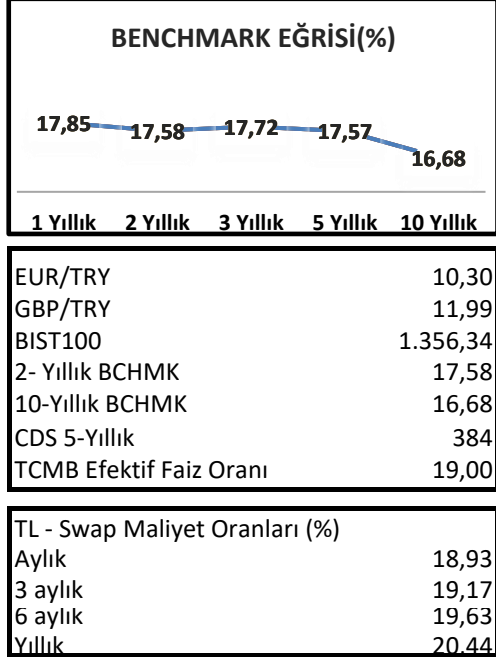 BENCHMARK EĞRİSİ(%)
17,85 17,58 17,72 17,57 16,68
1 Yıllık 2 Yıllık 3 Yıllık 5 Yıllık 10 Yıllık
EUR/TRY 10,30
GBP/TRY 11,99
BIST100 1.356,34
2- Yıllık BCHMK 17,58
10-Yıllık BCHMK 16,68
CDS 5-Yıllık 384
TCMB Efektif Faiz Oranı 19,00
TL - Swap Maliyet Oranları (%)
Aylık 18,93
3 aylık 19,17
6 aylık 19,63
Yıllık 20,44